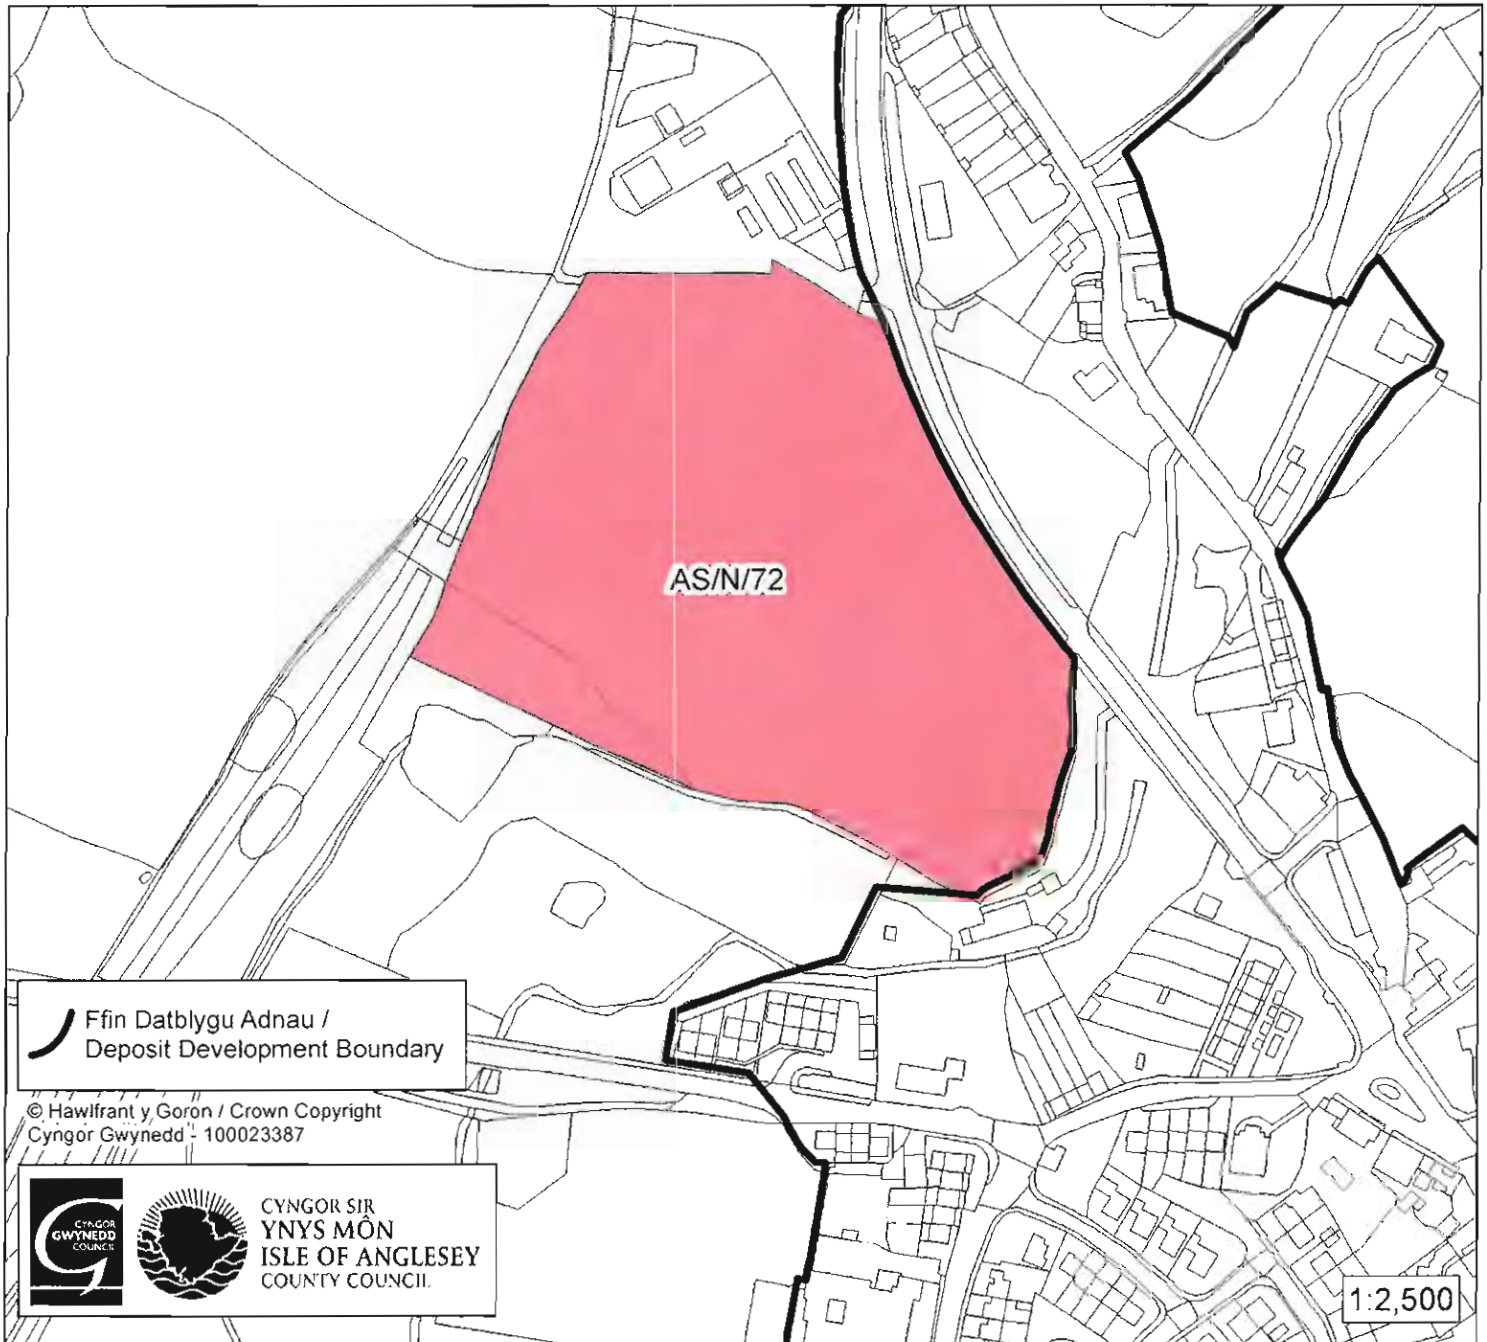 AS/N/72
Ffin Datblygu Adnau /
Deposit Development Boundary
© Hawlfrant y Goron / Crown Copyright
Cyngor Gwynedd - 100023387
CYNGOR
GWYNEDD
COUNCIL
CYNGOR SIR
YNYS MÔN
ISLE OF ANGLESEY
COUNTY COUNCIL
1:2,500